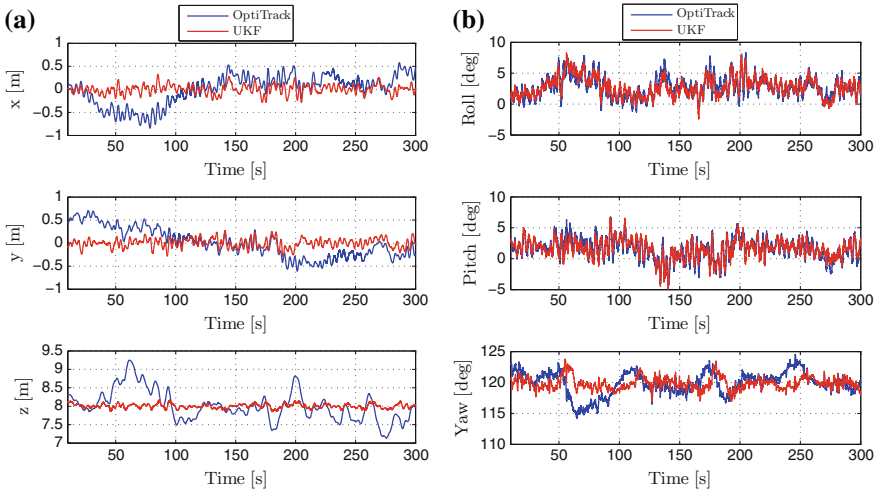 (a)
OptiTrack
UKF
1
0.5
0
−0.5
−1
x [m]
50 100 150 200 250 300
Time [s]
1
0.5
0
−0.5
−1
y [m]
50 100 150 200 250 300
Time [s]
9.5
9
8.5
8
7.5
7
z [m]
50 100 150 200 250 300
Time [s]
(b)
OptiTrack
UKF
10
5
0
−5
Roll [deg]
50 100 150 200 250 300
Time [s]
10
5
0
−5
Pitch [deg]
50 100 150 200 250 300
Time [s]
125
120
115
110
Yaw [deg]
50 100 150 200 250 300
Time [s]